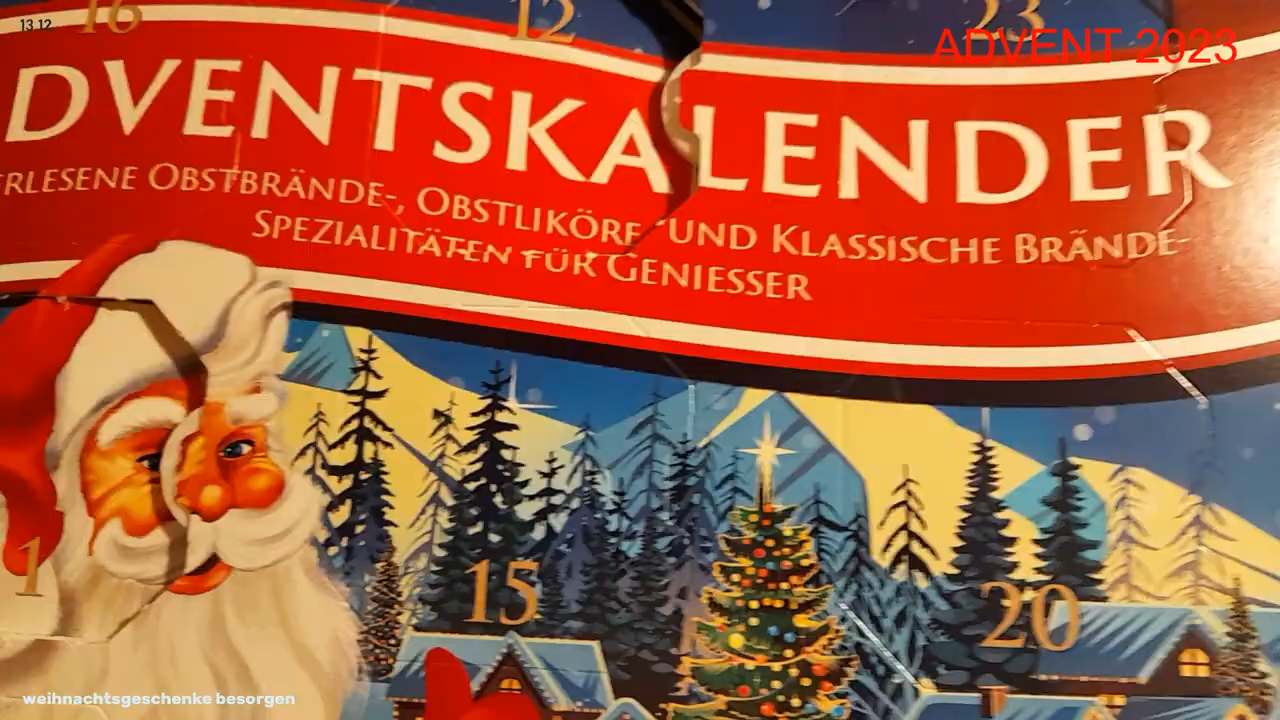 13.12.
16
12
23
ADVENT 2023
DVENTSKALENDER
ERLESENE OBSTBRÄNDE-, OBSTLIKÖRE UND KLASSISCHE BRÄNDE-
SPEZIALITÄTEN FÜR GENIESSER
1
15
20
weihnachtsgeschenke besorgen